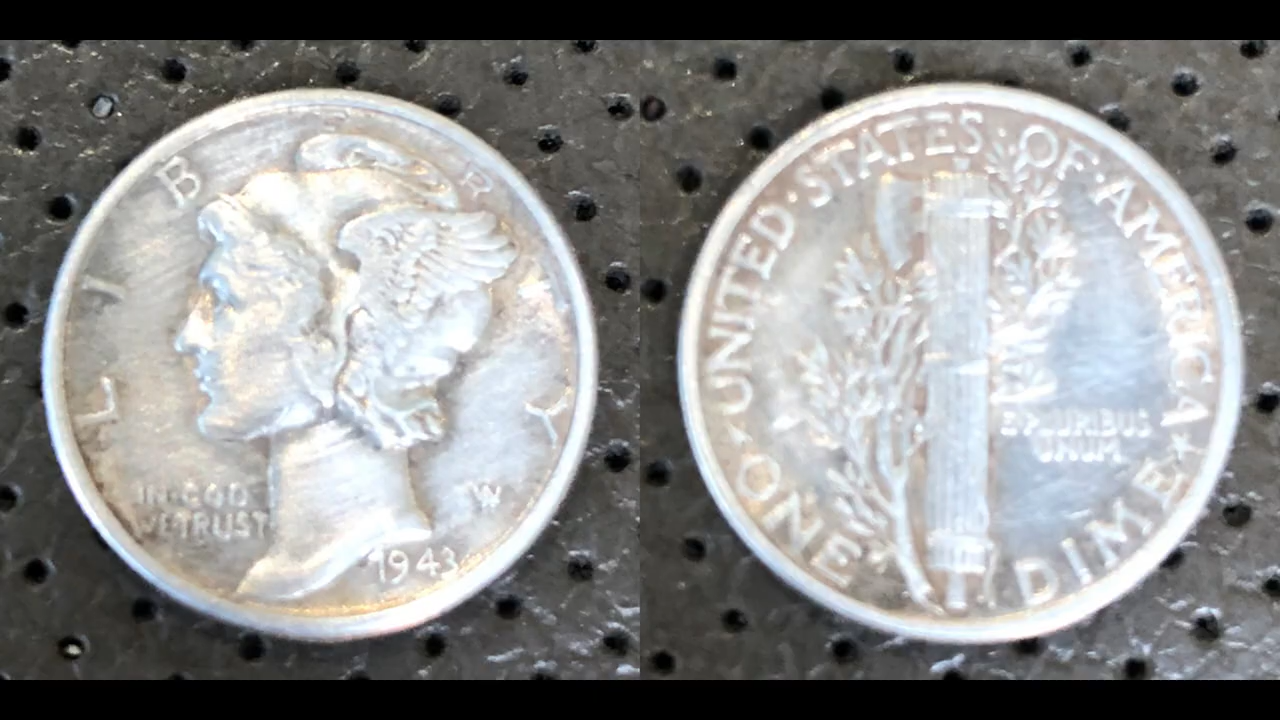 LIBERTY
IN GOD
WE TRUST
W
1943
UNITED·STATES·OF·AMERICA
E PLURIBUS
UNUM
ONE DIME